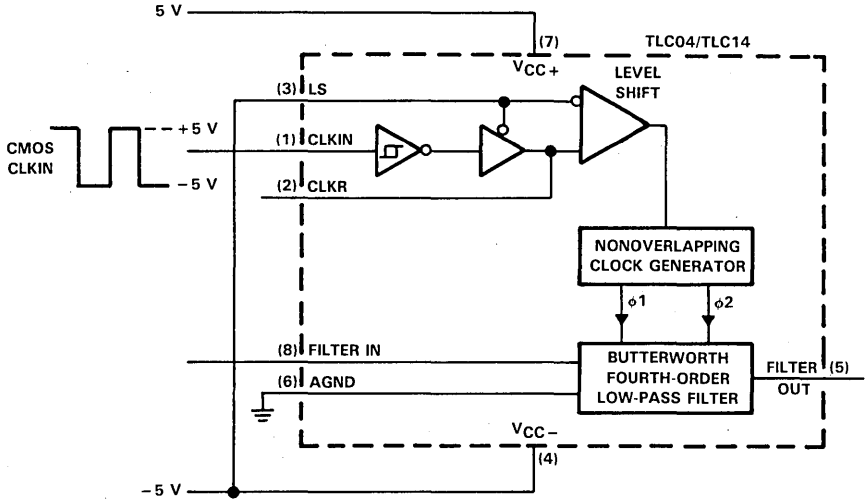 5 V
(7)
TLC04/TLC14
VCC+
LEVEL
SHIFT
(3) LS
CMOS
CLKIN
+5 V
-5 V
(1) CLKIN
(2) CLKR
NONOVERLAPPING
CLOCK GENERATOR
φ1
φ2
(8) FILTER IN
(6) AGND
BUTTERWORTH
FOURTH-ORDER
LOW-PASS FILTER
FILTER (5)
OUT
VCC-
(4)
-5 V